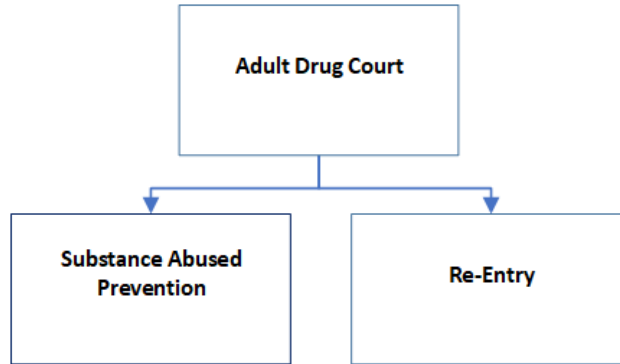 Adult Drug Court
Substance Abused
Prevention
Re-Entry